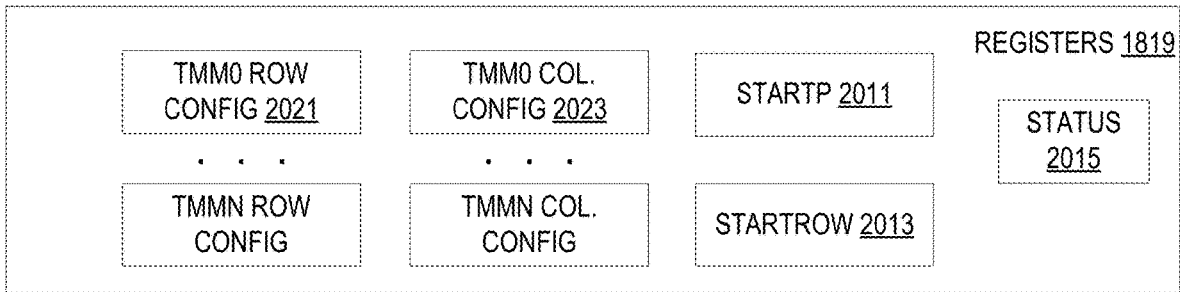 REGISTERS 1819
TMM0 ROW
CONFIG 2021
TMM0 COL.
CONFIG 2023
STARTP 2011
STATUS
2015
. . .
. . .
TMMN ROW
CONFIG
TMMN COL.
CONFIG
STARTROW 2013